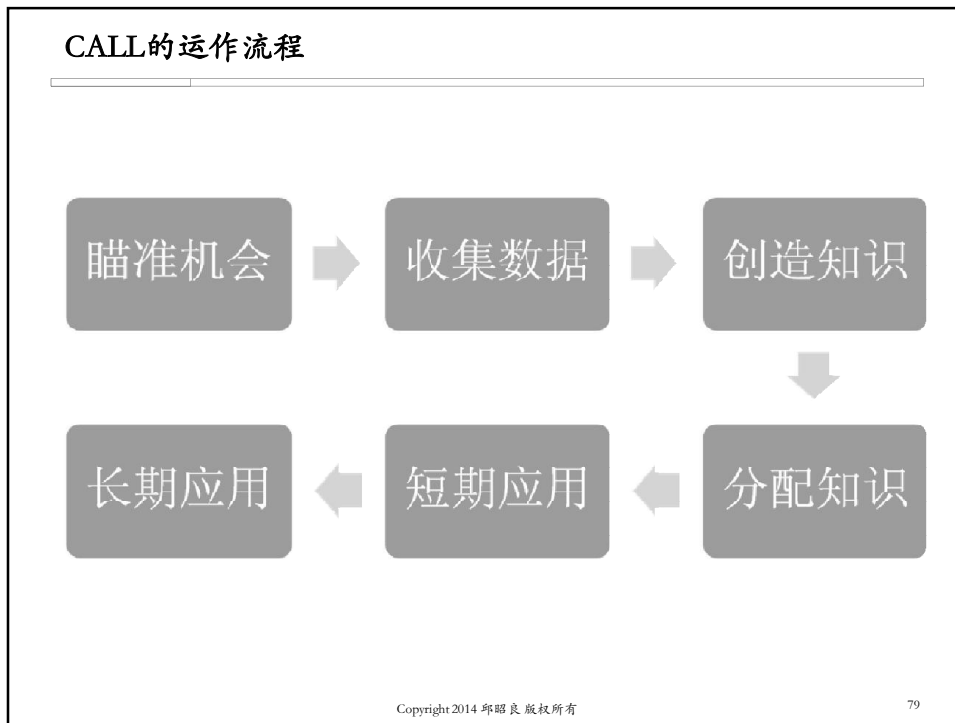 CALL的运作流程
瞄准机会
收集数据
创造知识
分配知识
短期应用
长期应用
Copyright 2014 邱昭良 版权所有
79